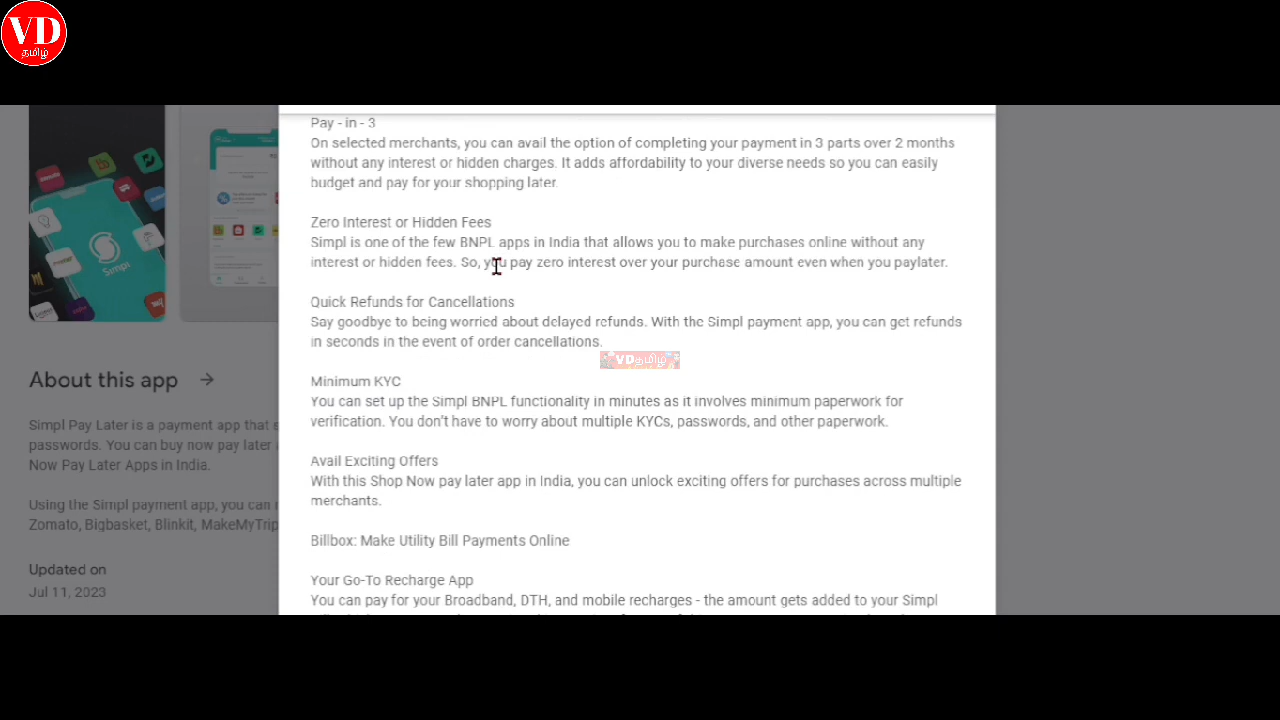 VD
தமிழ்
Pay - in - 3
On selected merchants, you can avail the option of completing your payment in 3 parts over 2 months
without any interest or hidden charges. It adds affordability to your diverse needs so you can easily
budget and pay for your shopping later.
Zero Interest or Hidden Fees
Simpl is one of the few BNPL apps in India that allows you to make purchases online without any
interest or hidden fees. So, you pay zero interest over your purchase amount even when you paylater.
Quick Refunds for Cancellations
Say goodbye to being worried about delayed refunds. With the Simpl payment app, you can get refunds
in seconds in the event of order cancellations.
VDதமிழ்
Minimum KYC
You can set up the Simpl BNPL functionality in minutes as it involves minimum paperwork for
verification. You don't have to worry about multiple KYCs, passwords, and other paperwork.
Avail Exciting Offers
With this Shop Now pay later app in India, you can unlock exciting offers for purchases across multiple
merchants.
Billbox: Make Utility Bill Payments Online
Your Go-To Recharge App
You can pay for your Broadband, DTH, and mobile recharges - the amount gets added to your Simpl
Simpl
About this app →
Simpl Pay Later is a payment app that
passwords. You can buy now pay later
Now Pay Later Apps in India.
Using the Simpl payment app, you can
Zomato, Bigbasket, Blinkit, MakeMyTrip
Updated on
Jul 11, 2023